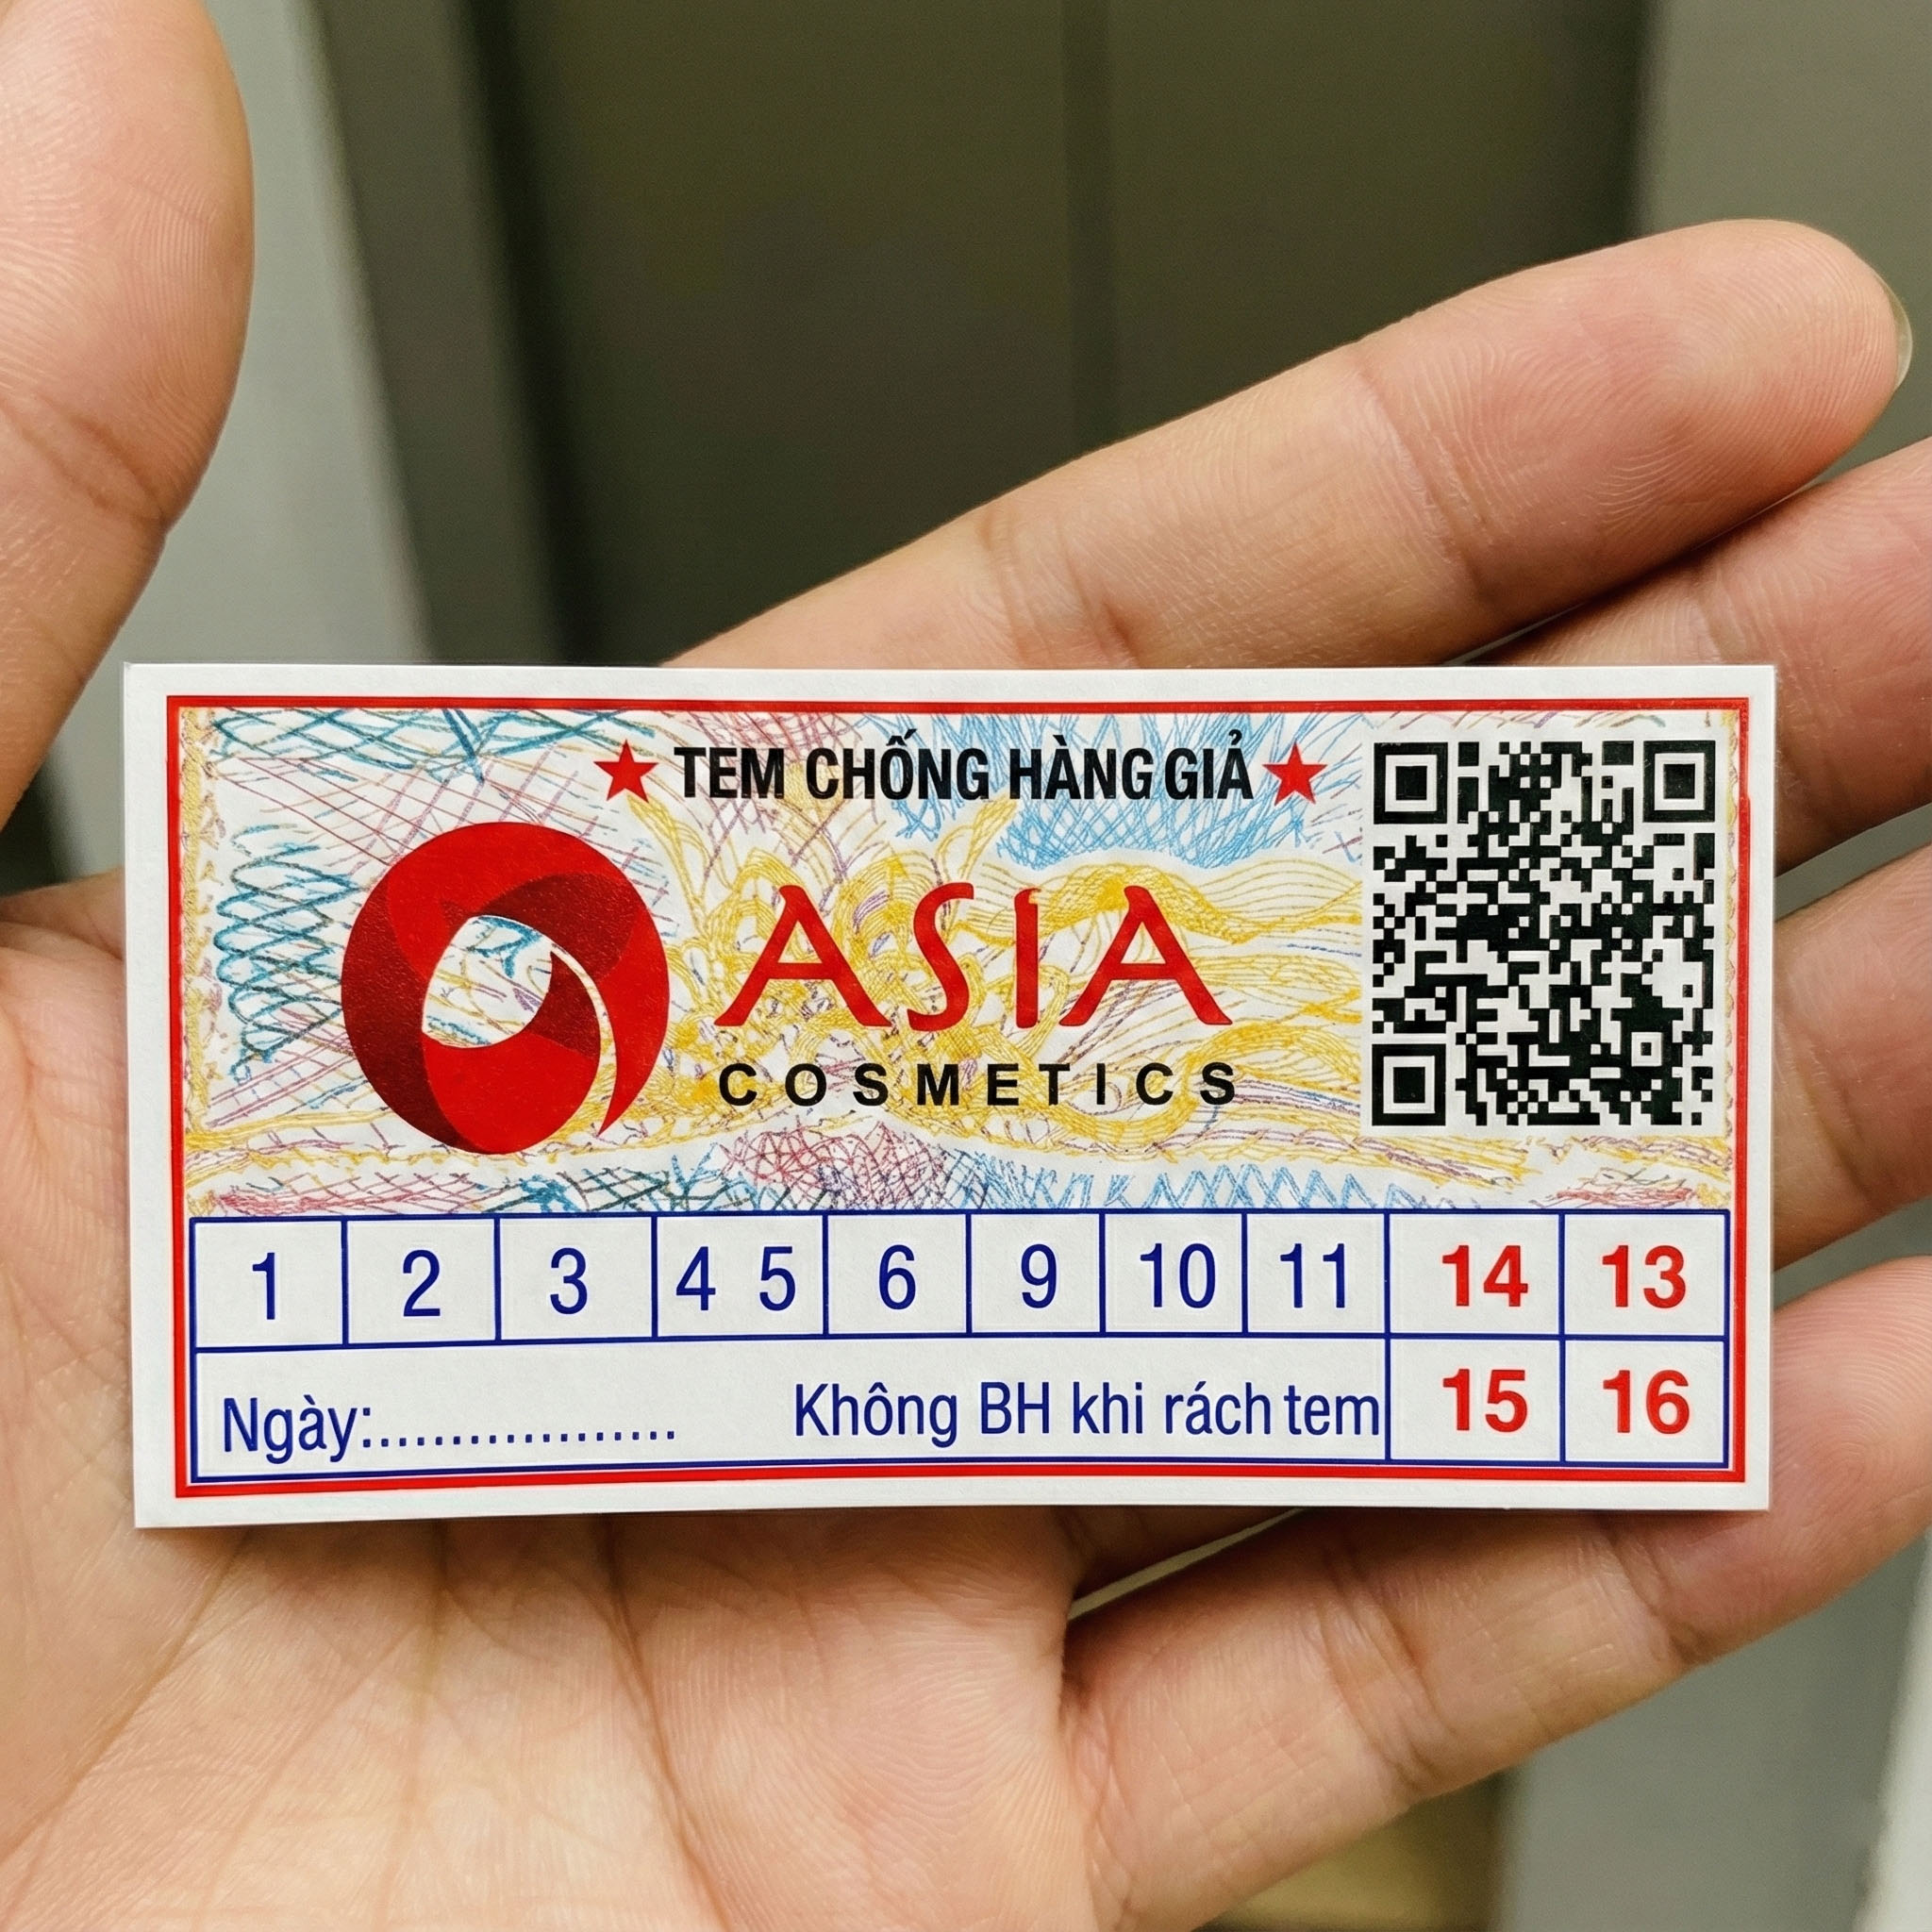 ★ TEM CHỐNG HÀNG GIẢ ★
ASIA
COSMETICS
1 2 3 4 5 6 9 10 11 14 13
Ngày:................... Không BH khi rách tem 15 16